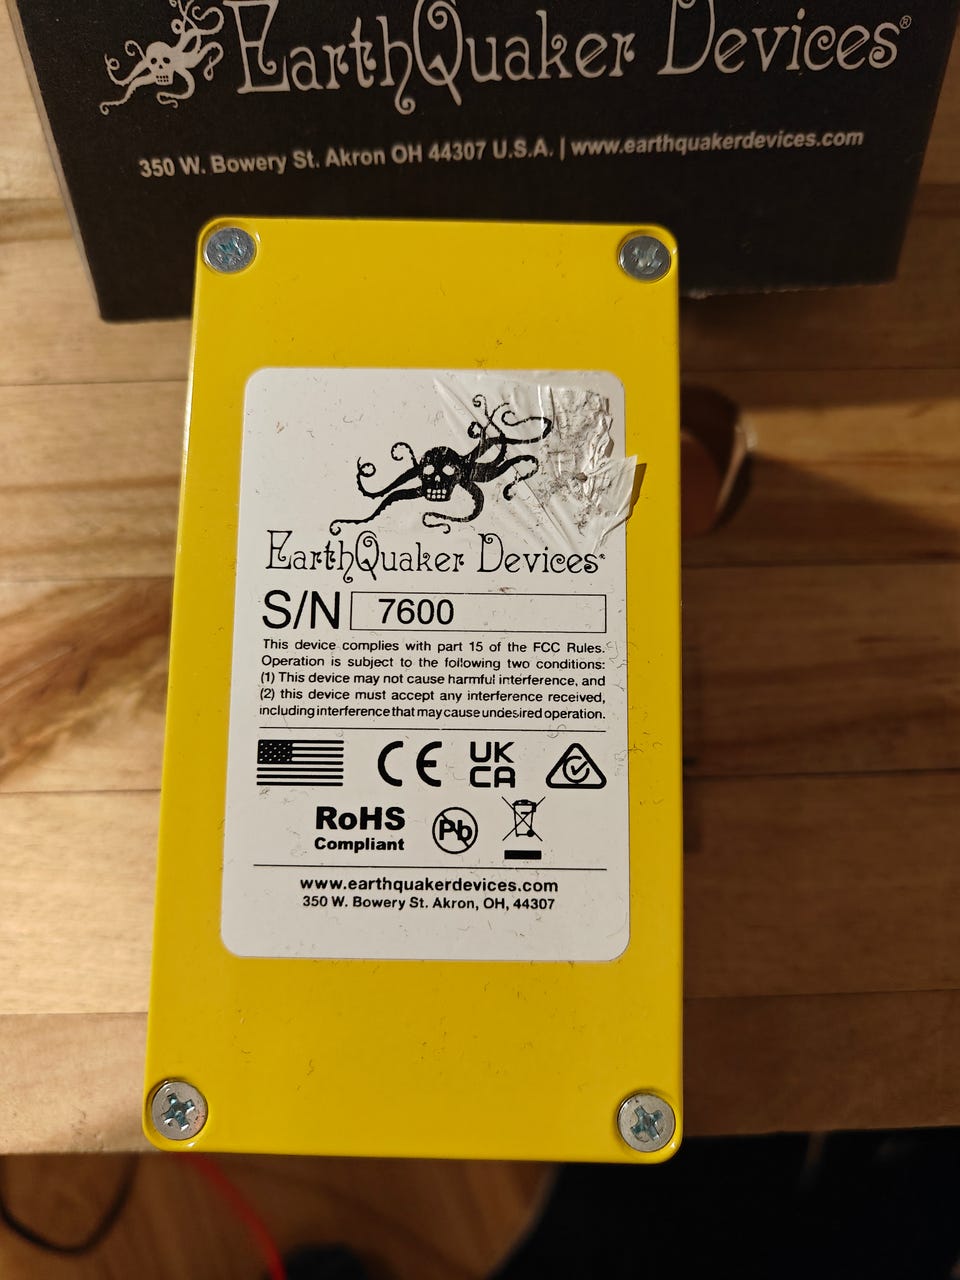 EarthQuaker Devices®
350 W. Bowery St. Akron OH 44307 U.S.A. | www.earthquakerdevices.com
EarthQuaker Devices®
S/N 7600
This device complies with part 15 of the FCC Rules.
Operation is subject to the following two conditions:
(1) This device may not cause harmful interference, and
(2) this device must accept any interference received,
including interference that may cause undesired operation.
CE UK CA
RoHS Compliant Pb
www.earthquakerdevices.com
350 W. Bowery St. Akron, OH, 44307